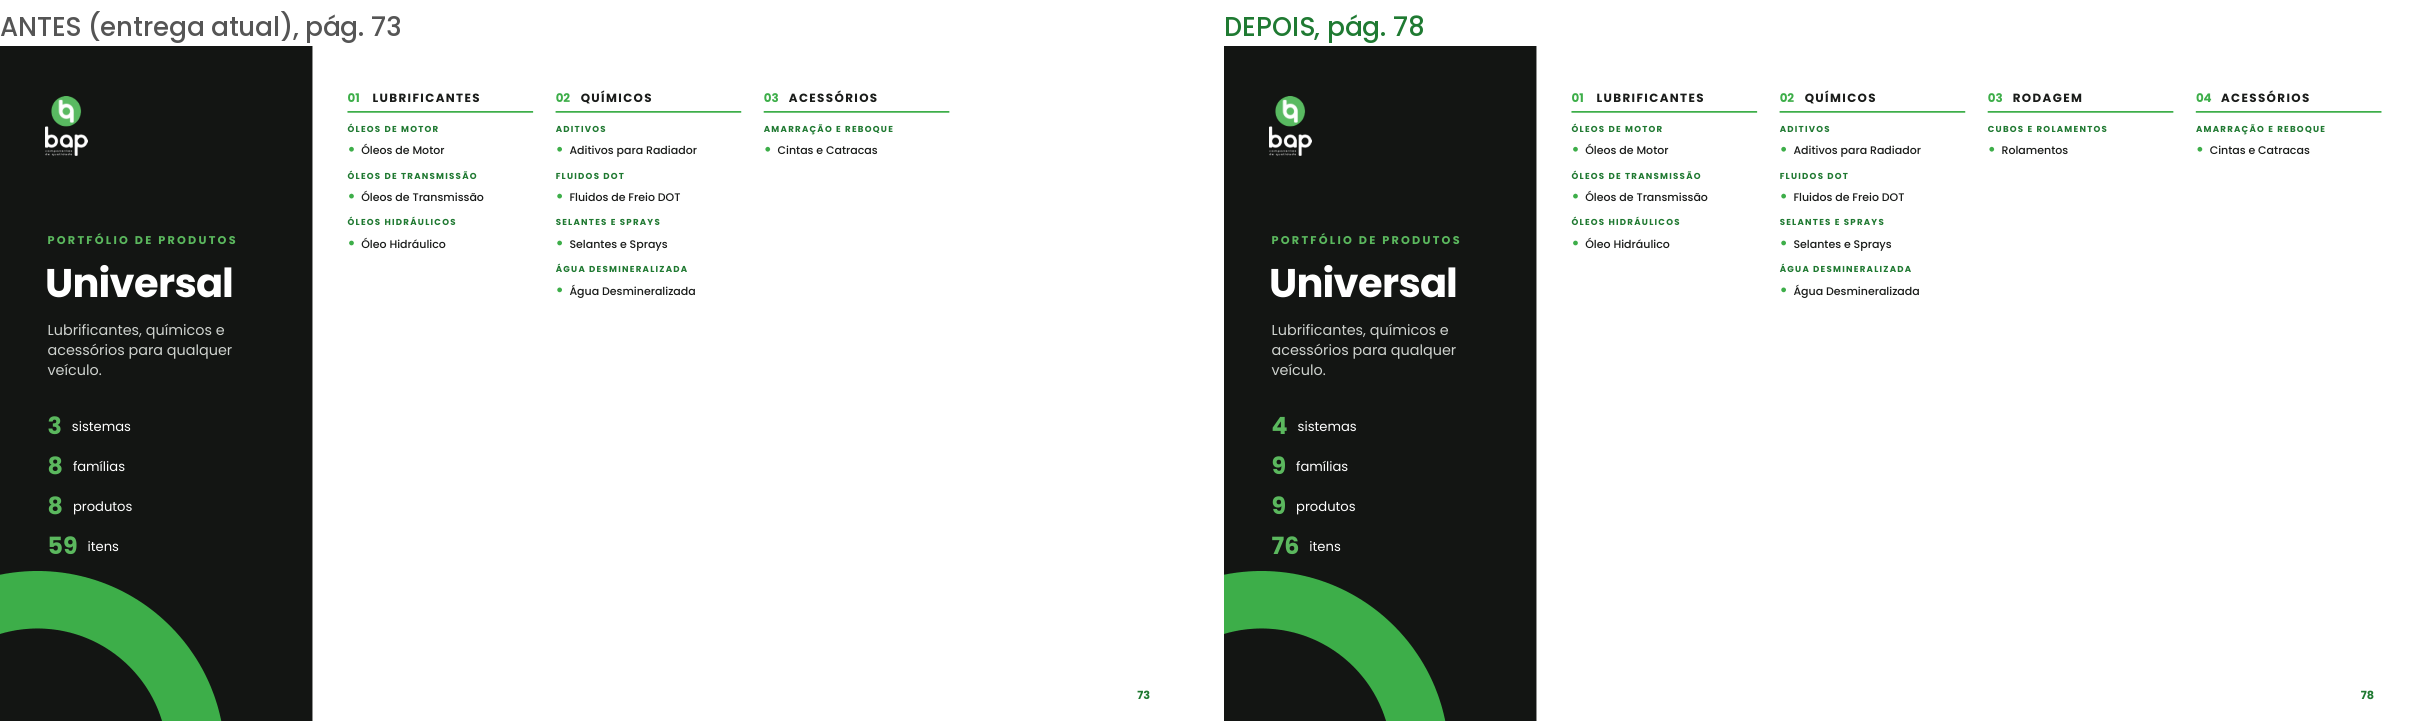 ANTES (entrega atual), pág. 73
bap
PORTFÓLIO DE PRODUTOS
Universal
Lubrificantes, químicos e
acessórios para qualquer
veículo.
3 sistemas
8 famílias
8 produtos
59 itens
01 LUBRIFICANTES
ÓLEOS DE MOTOR
• Óleos de Motor
ÓLEOS DE TRANSMISSÃO
• Óleos de Transmissão
ÓLEOS HIDRÁULICOS
• Óleo Hidráulico
02 QUÍMICOS
ADITIVOS
• Aditivos para Radiador
FLUIDOS DOT
• Fluidos de Freio DOT
SELANTES E SPRAYS
• Selantes e Sprays
ÁGUA DESMINERALIZADA
• Água Desmineralizada
03 ACESSÓRIOS
AMARRAÇÃO E REBOQUE
• Cintas e Catracas
73
DEPOIS, pág. 78
bap
PORTFÓLIO DE PRODUTOS
Universal
Lubrificantes, químicos e
acessórios para qualquer
veículo.
4 sistemas
9 famílias
9 produtos
76 itens
01 LUBRIFICANTES
ÓLEOS DE MOTOR
• Óleos de Motor
ÓLEOS DE TRANSMISSÃO
• Óleos de Transmissão
ÓLEOS HIDRÁULICOS
• Óleo Hidráulico
02 QUÍMICOS
ADITIVOS
• Aditivos para Radiador
FLUIDOS DOT
• Fluidos de Freio DOT
SELANTES E SPRAYS
• Selantes e Sprays
ÁGUA DESMINERALIZADA
• Água Desmineralizada
03 RODAGEM
CUBOS E ROLAMENTOS
• Rolamentos
04 ACESSÓRIOS
AMARRAÇÃO E REBOQUE
• Cintas e Catracas
78